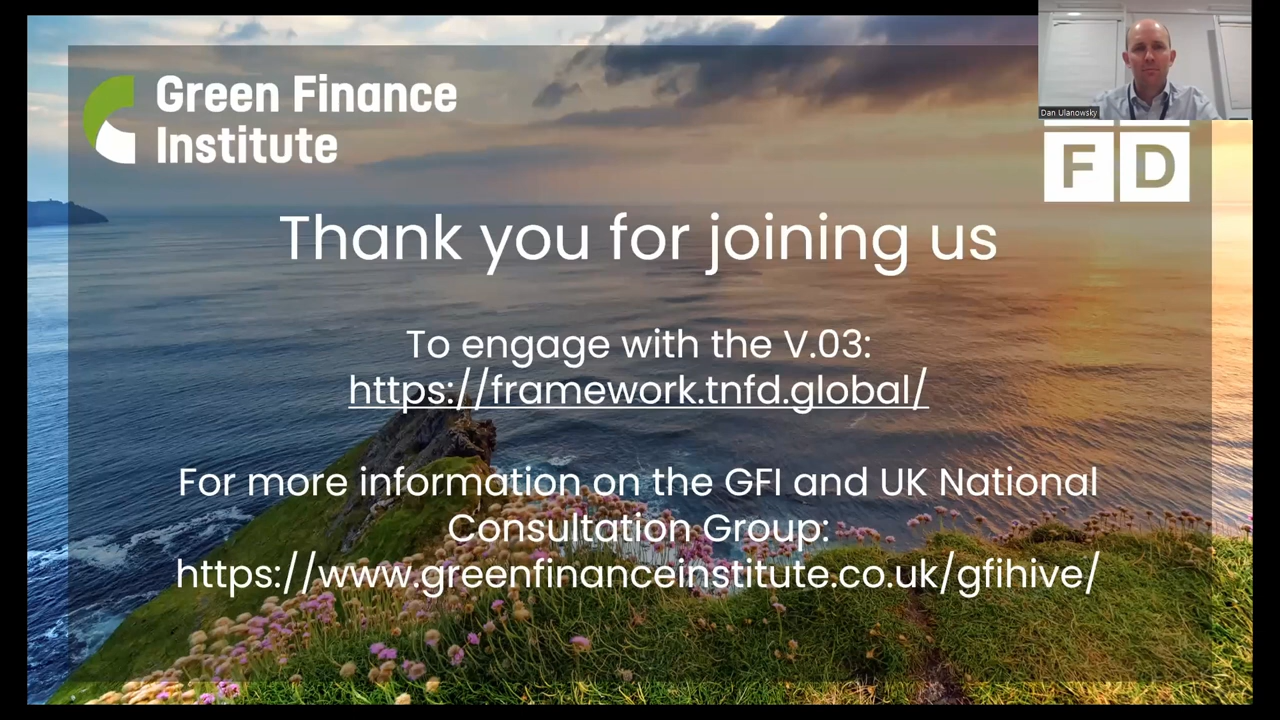 Green Finance
Institute
Dan Ulanowsky
F D
Thank you for joining us
To engage with the V.03:
https://framework.tnfd.global/
For more information on the GFI and UK National
Consultation Group:
https://www.greenfinanceinstitute.co.uk/gfihive/